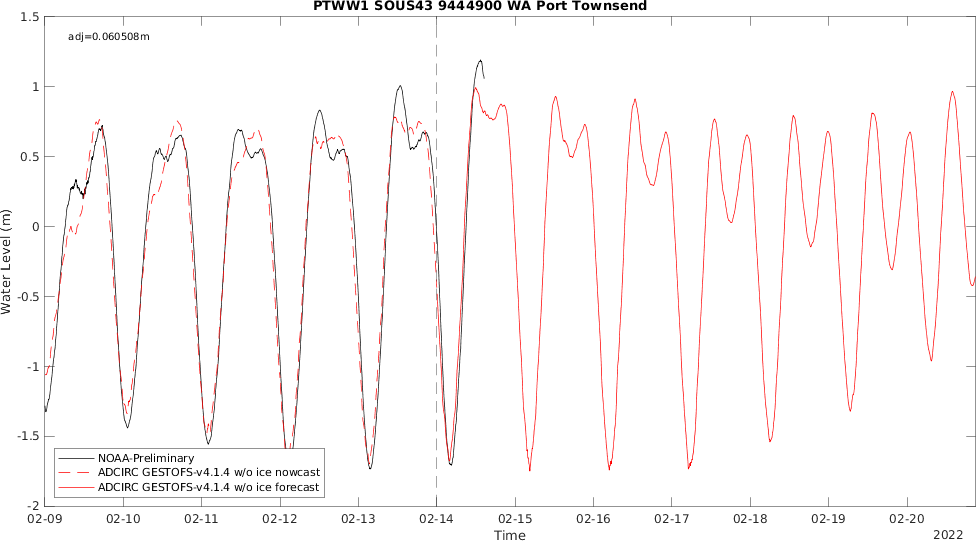 PTWW1 SOUS43 9444900 WA Port Townsend
adj=0.060508m
1.5
1
0.5
0
-0.5
-1
-1.5
-2
Water Level (m)
NOAA-Preliminary
ADCIRC GESTOFS-v4.1.4 w/o ice nowcast
ADCIRC GESTOFS-v4.1.4 w/o ice forecast
02-09 02-10 02-11 02-12 02-13 02-14 02-15 02-16 02-17 02-18 02-19 02-20
Time
2022